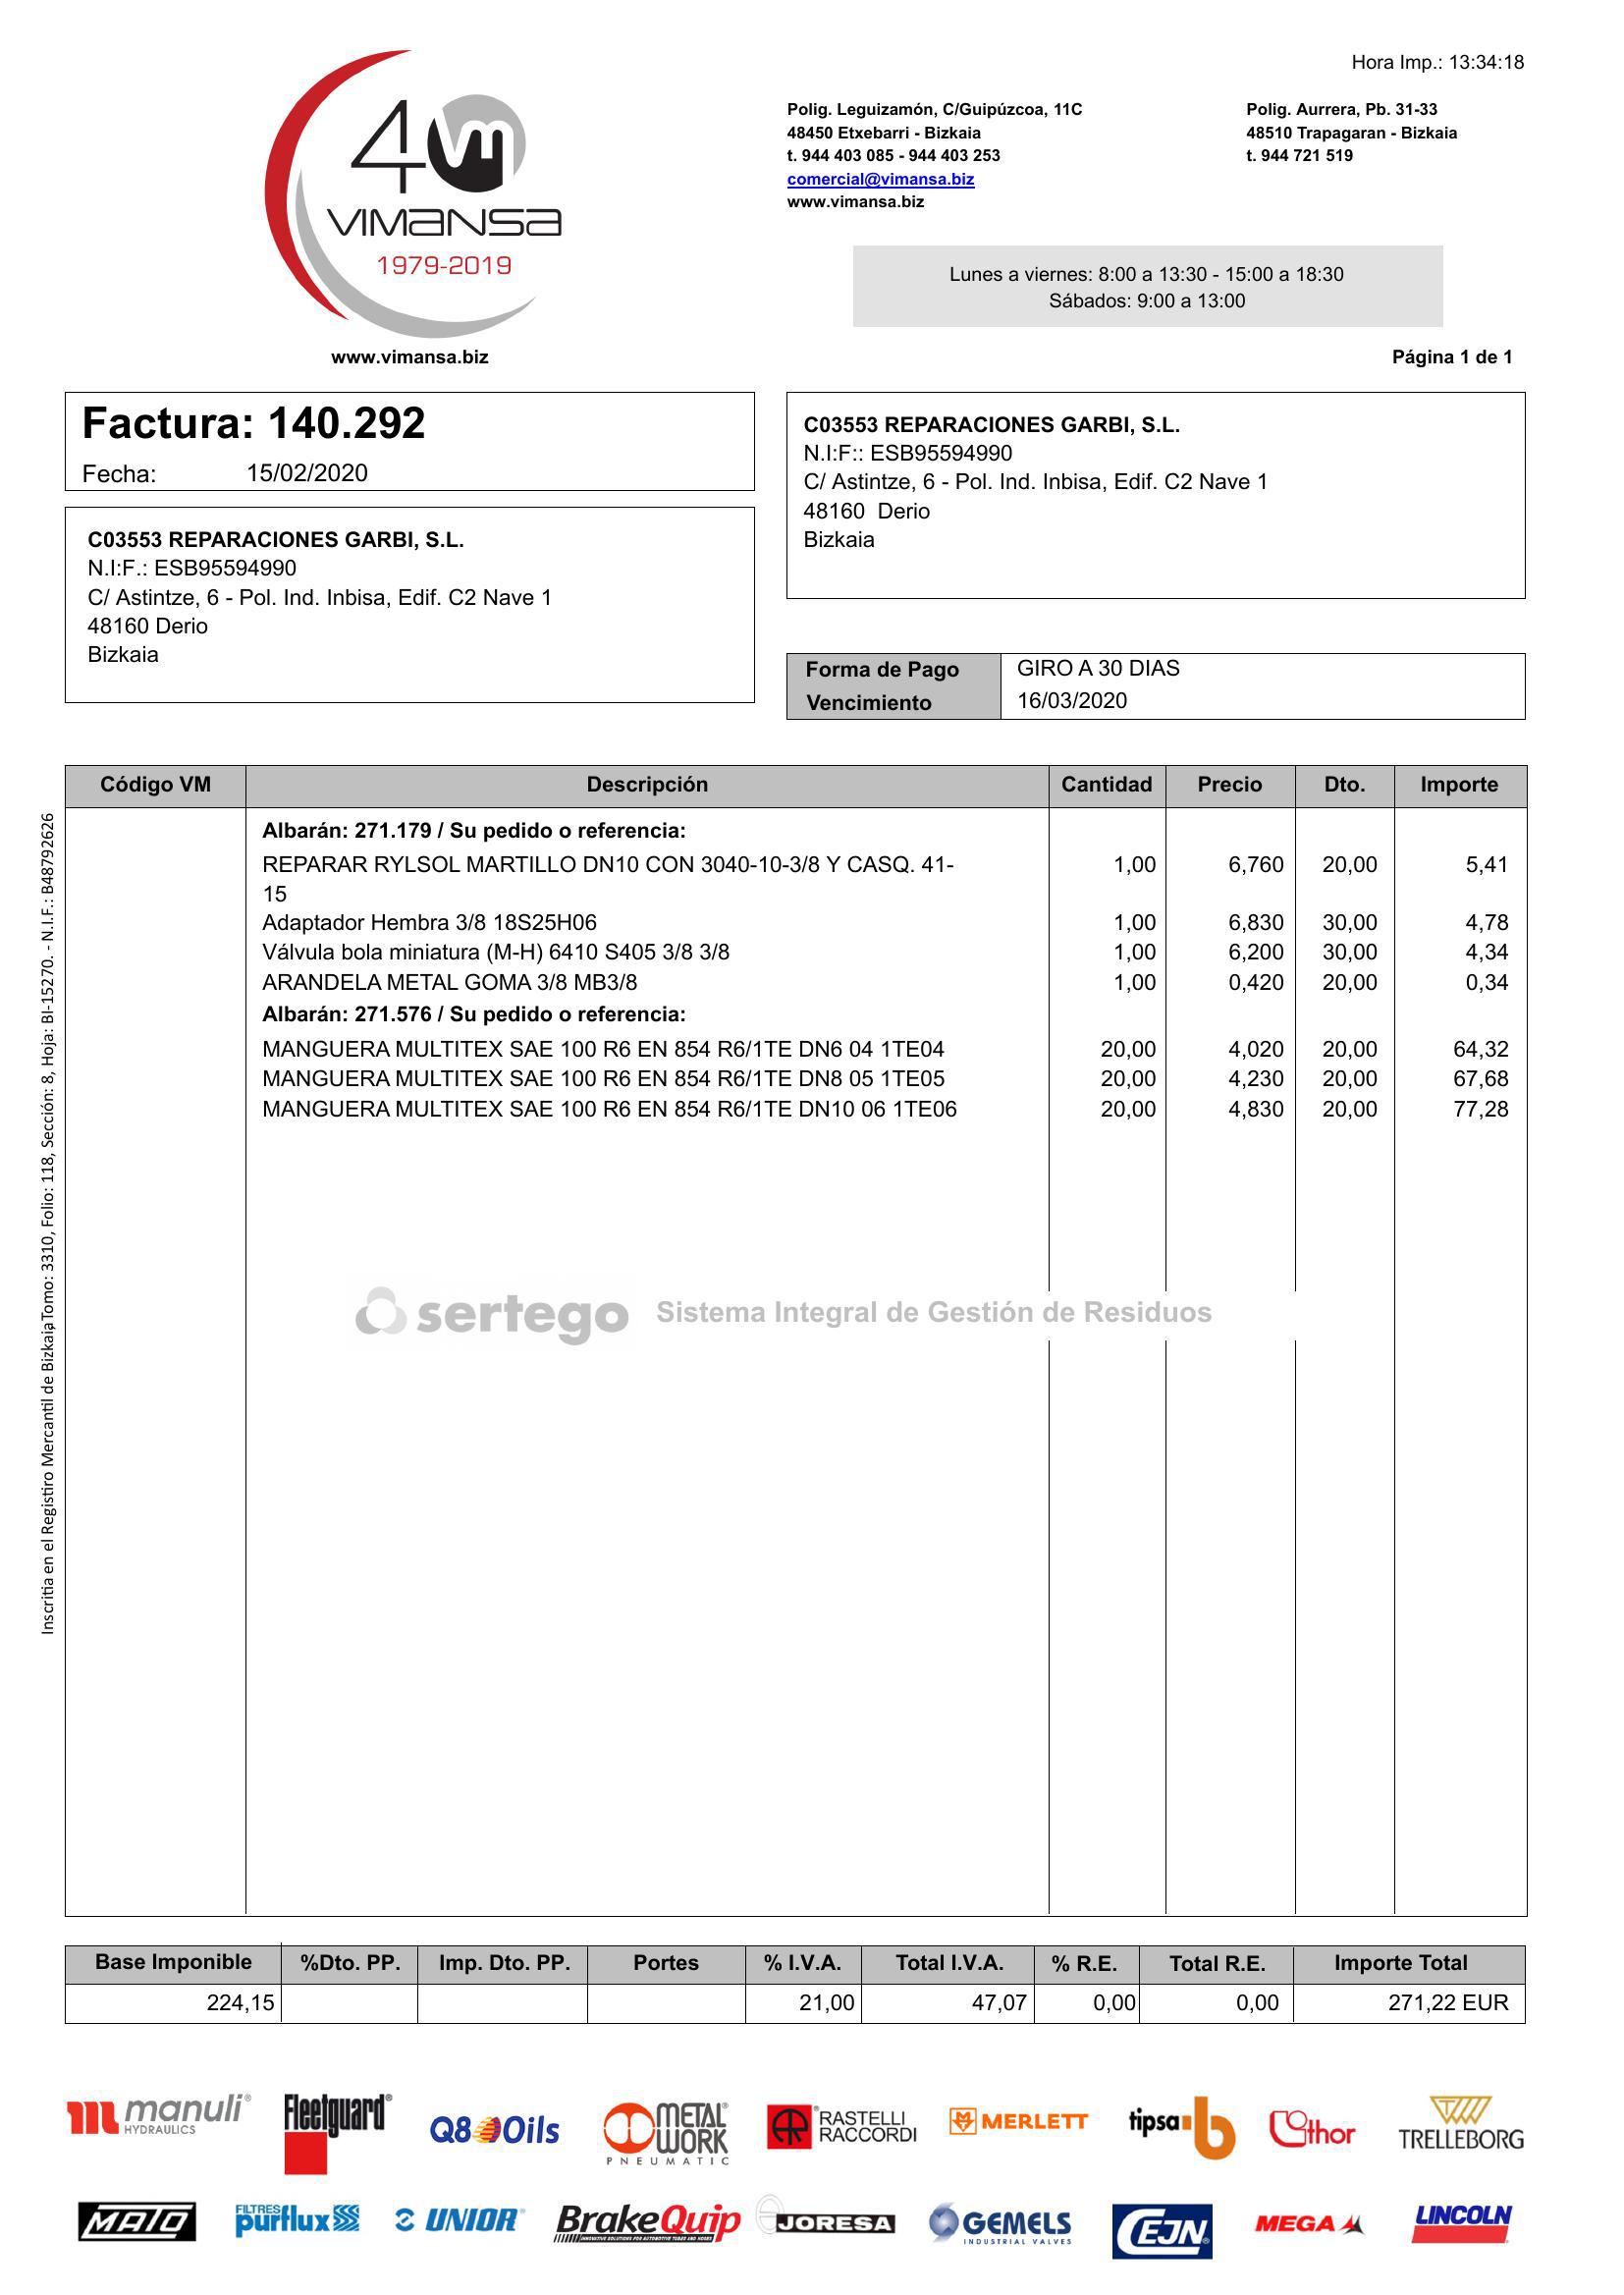 Hora Imp.: 13:34:18
40 vm
VIMANSA
1979-2019
www.vimansa.biz
Polig. Leguizamón, C/Guipúzcoa, 11C
48450 Etxebarri - Bizkaia
t. 944 403 085 - 944 403 253
comercial@vimansa.biz
www.vimansa.biz
Polig. Aurrera, Pb. 31-33
48510 Trapagaran - Bizkaia
t. 944 721 519
Lunes a viernes: 8:00 a 13:30 - 15:00 a 18:30
Sábados: 9:00 a 13:00
Página 1 de 1
Factura: 140.292
Fecha: 15/02/2020
C03553 REPARACIONES GARBI, S.L.
N.I:F.: ESB95594990
C/ Astintze, 6 - Pol. Ind. Inbisa, Edif. C2 Nave 1
48160 Derio
Bizkaia
C03553 REPARACIONES GARBI, S.L.
N.I:F:: ESB95594990
C/ Astintze, 6 - Pol. Ind. Inbisa, Edif. C2 Nave 1
48160 Derio
Bizkaia
Forma de Pago GIRO A 30 DIAS
Vencimiento 16/03/2020
Código VM Descripción Cantidad Precio Dto. Importe
Albarán: 271.179 / Su pedido o referencia:
REPARAR RYLSOL MARTILLO DN10 CON 3040-10-3/8 Y CASQ. 41- 1,00 6,760 20,00 5,41
15
Adaptador Hembra 3/8 18S25H06 1,00 6,830 30,00 4,78
Válvula bola miniatura (M-H) 6410 S405 3/8 3/8 1,00 6,200 30,00 4,34
ARANDELA METAL GOMA 3/8 MB3/8 1,00 0,420 20,00 0,34
Albarán: 271.576 / Su pedido o referencia:
MANGUERA MULTITEX SAE 100 R6 EN 854 R6/1TE DN6 04 1TE04 20,00 4,020 20,00 64,32
MANGUERA MULTITEX SAE 100 R6 EN 854 R6/1TE DN8 05 1TE05 20,00 4,230 20,00 67,68
MANGUERA MULTITEX SAE 100 R6 EN 854 R6/1TE DN10 06 1TE06 20,00 4,830 20,00 77,28
sertego Sistema Integral de Gestión de Residuos
Inscritia en el Registiro Mercantil de Bizkaia, Tomo: 3310, Folio: 118, Sección: 8, Hoja: BI-15270. - N.I.F.: B48792626
Base Imponible %Dto. PP. Imp. Dto. PP. Portes % I.V.A. Total I.V.A. % R.E. Total R.E. Importe Total
224,15 21,00 47,07 0,00 0,00 271,22 EUR
manuli®
HYDRAULICS
Fleetguard®
Q8 Oils
METAL®
WORK
PNEUMATIC
RASTELLI
RACCORDI
MERLETT
tipsa b
thor
TRELLEBORG
MATO
FILTRES
purflux
UNIOR®
BrakeQuip
INNOVATIVE SOLUTIONS FOR AUTOMOTIVE TUBES AND HOSES
JORESA
GEMELS
INDUSTRIAL VALVES
CEJN®
MEGA
LINCOLN